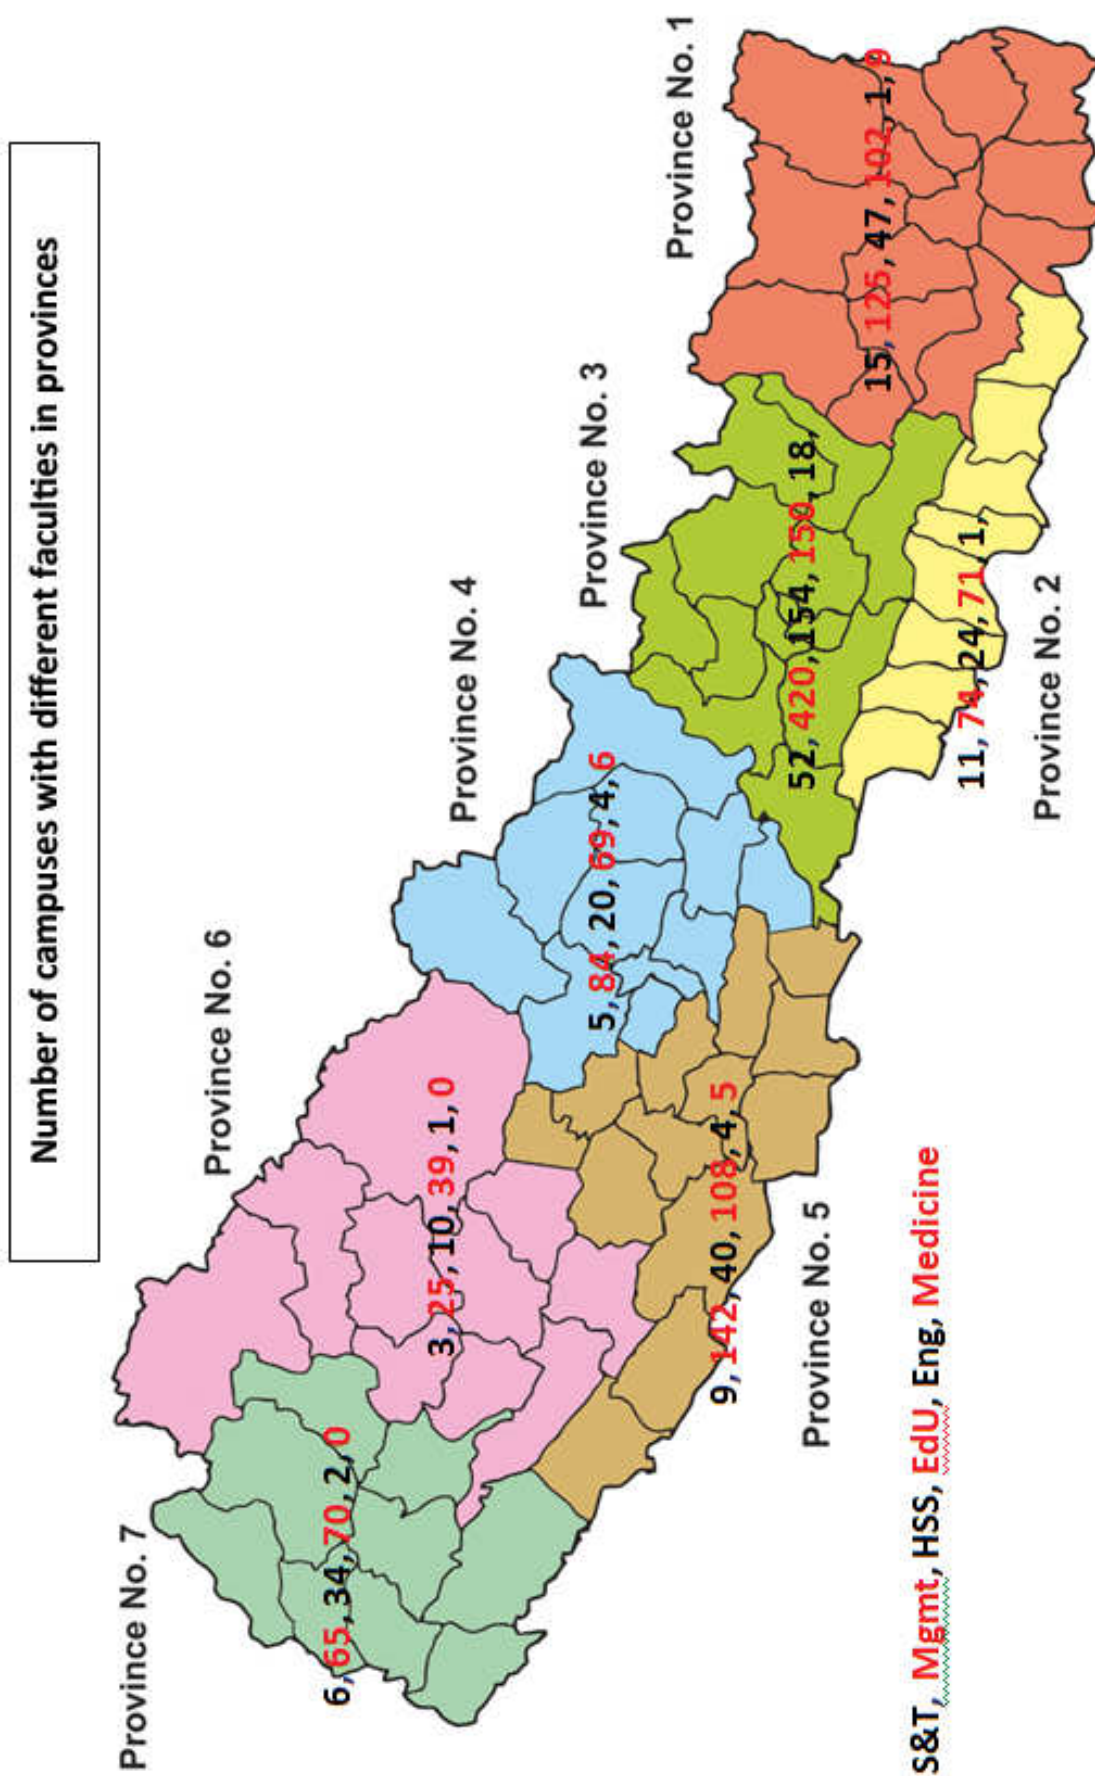 Number of campuses with different faculties in provinces
Province No. 7
6, 65, 34, 70, 2, 0
Province No. 6
3, 25, 10, 39, 1, 0
Province No. 4
5, 84, 20, 69, 4, 6
Province No. 3
52, 420, 154, 150, 18,
Province No. 1
15, 125, 47, 102, 1, 9
9, 142, 40, 108, 4, 5
Province No. 5
11, 74, 24, 71, 1,
Province No. 2
S&T, Mgmt, HSS, EdU, Eng, Medicine